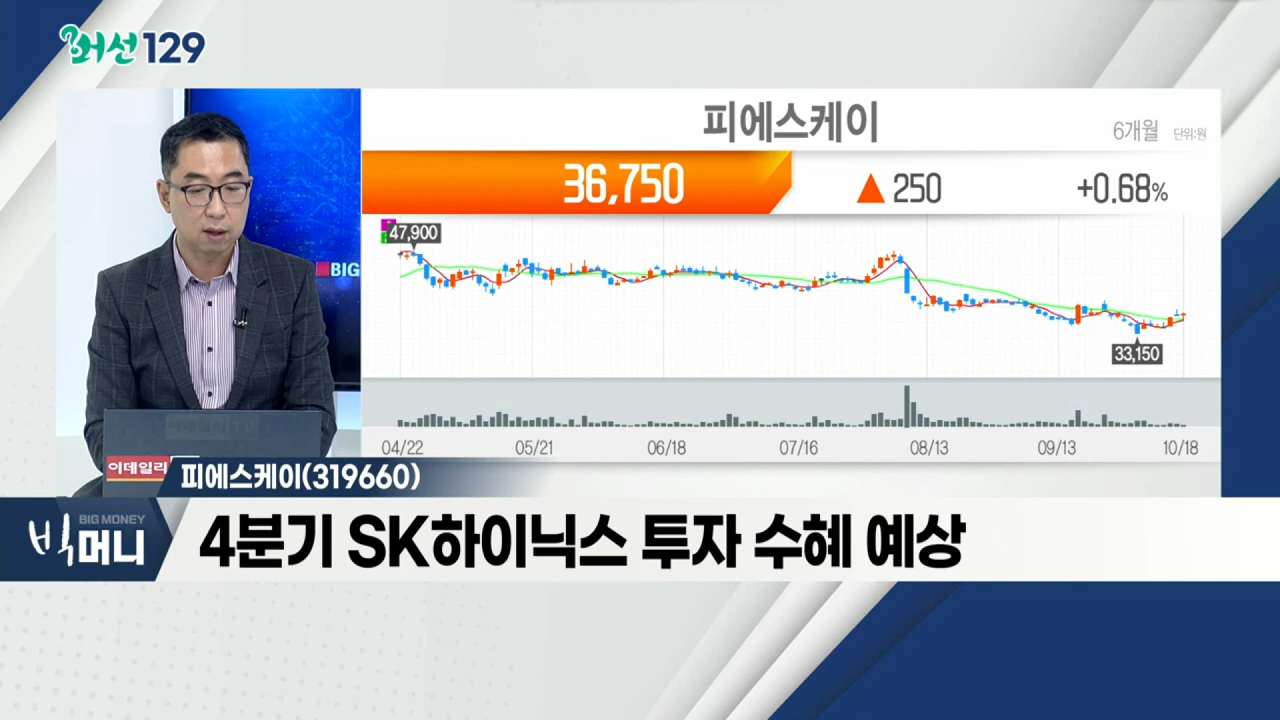 머선129
피에스케이
6개월 단위:원
36,750 ▲ 250 +0.68%
47,900
BIG
33,150
04/22 05/21 06/18 07/16 08/13 09/13 10/18
이데일리
피에스케이(319660)
BIG MONEY
빅머니
4분기 SK하이닉스 투자 수혜 예상